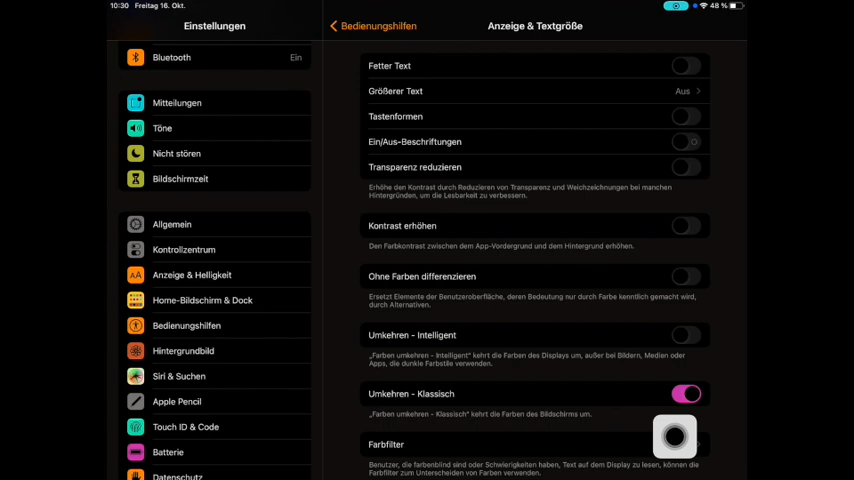 10:30 Freitag 16. Okt.
48 %
Einstellungen
Bluetooth Ein
Mitteilungen
Töne
Nicht stören
Bildschirmzeit
Allgemein
Kontrollzentrum
AA Anzeige & Helligkeit
Home-Bildschirm & Dock
Bedienungshilfen
Hintergrundbild
Siri & Suchen
Apple Pencil
Touch ID & Code
Batterie
Datenschutz
Bedienungshilfen
Anzeige & Textgröße
Fetter Text
Größerer Text Aus
Tastenformen
Ein/Aus-Beschriftungen
Transparenz reduzieren
Erhöhe den Kontrast durch Reduzieren von Transparenz und Weichzeichnungen bei manchen
Hintergründen, um die Lesbarkeit zu verbessern.
Kontrast erhöhen
Den Farbkontrast zwischen dem App-Vordergrund und dem Hintergrund erhöhen.
Ohne Farben differenzieren
Ersetzt Elemente der Benutzeroberfläche, deren Bedeutung nur durch Farbe kenntlich gemacht wird,
durch Alternativen.
Umkehren - Intelligent
„Farben umkehren - Intelligent" kehrt die Farben des Displays um, außer bei Bildern, Medien oder
Apps, die dunkle Farbstile verwenden.
Umkehren - Klassisch
„Farben umkehren - Klassisch" kehrt die Farben des Bildschirms um.
Farbfilter
Benutzer, die farbenblind sind oder Schwierigkeiten haben, Text auf dem Display zu lesen, können die
Farbfilter zum Unterscheiden von Farben verwenden.